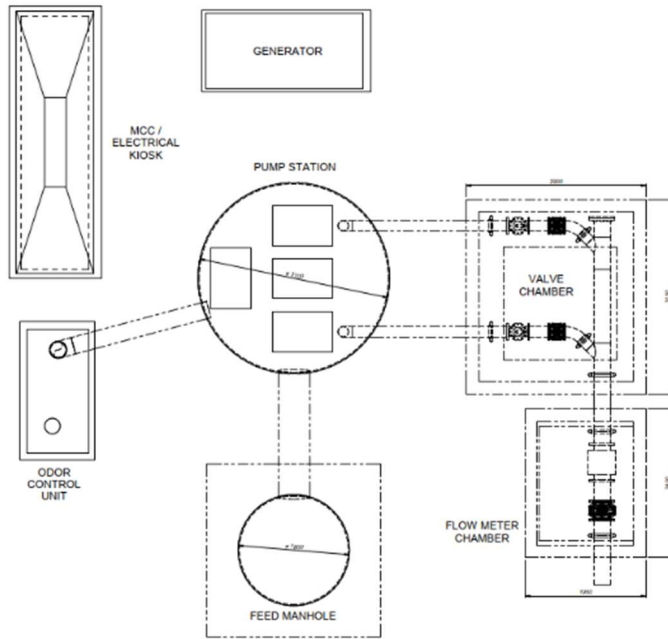 GENERATOR
MCC /
ELECTRICAL
KIOSK
PUMP STATION
VALVE
CHAMBER
ODOR
CONTROL
UNIT
FLOW METER
CHAMBER
FEED MANHOLE